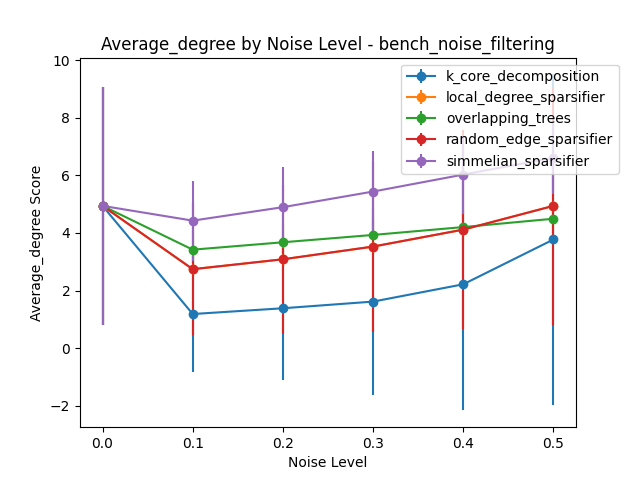 Average_degree by Noise Level - bench_noise_filtering
k_core_decomposition
local_degree_sparsifier
overlapping_trees
random_edge_sparsifier
simmelian_sparsifier
Average_degree Score
10
8
6
4
2
0
−2
0.0 0.1 0.2 0.3 0.4 0.5
Noise Level